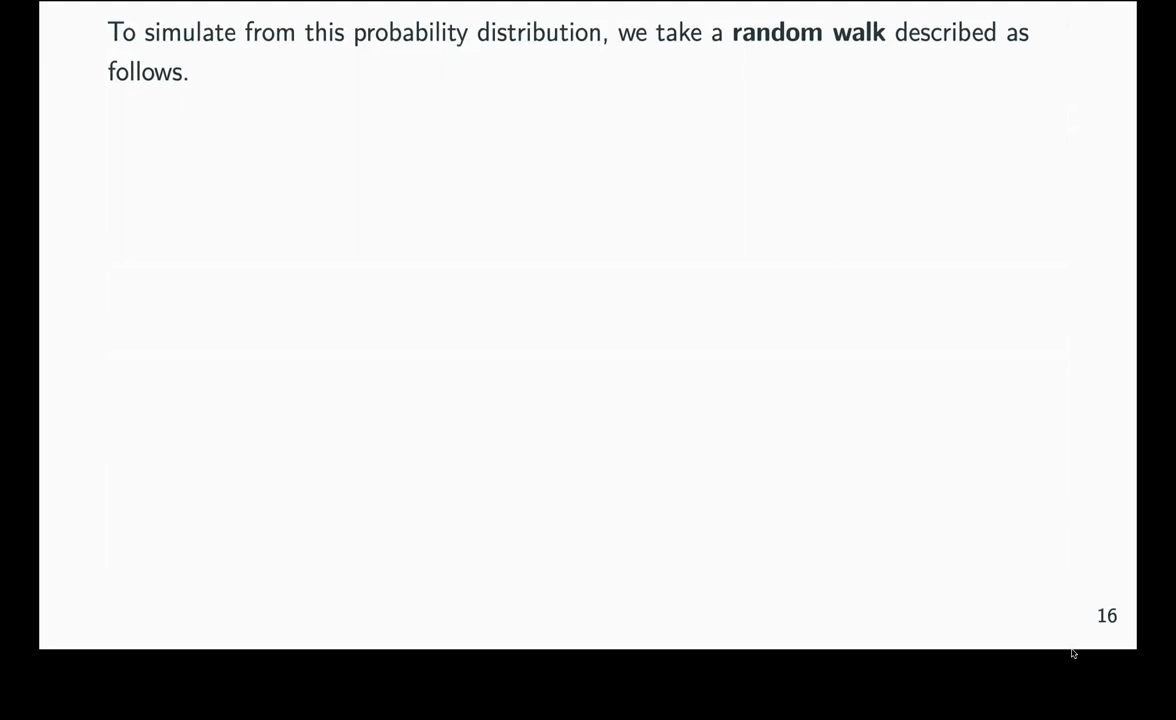 To simulate from this probability distribution, we take a random walk described as
follows.
16